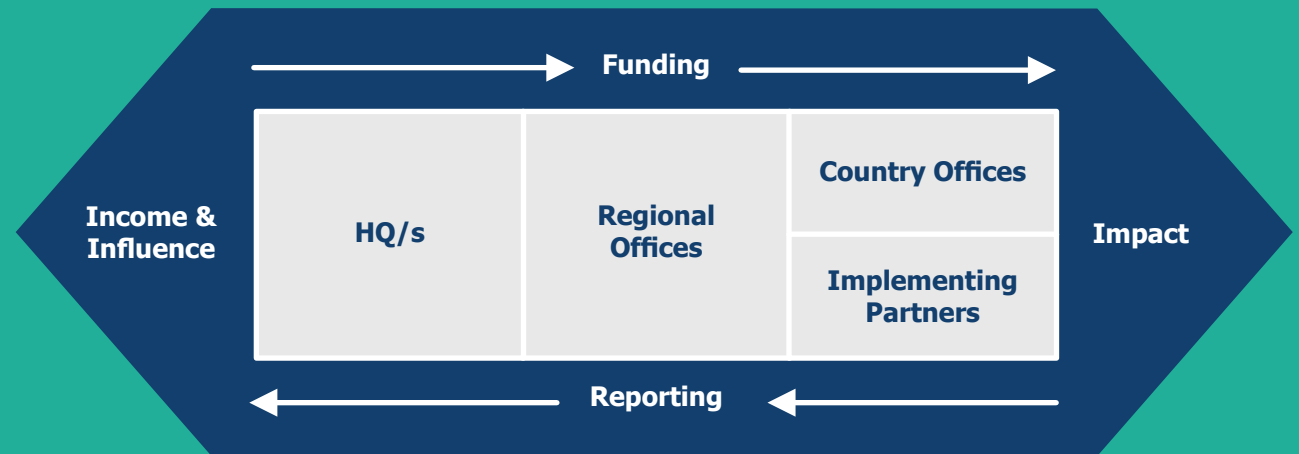 Funding
Income &
Influence
HQ/s
Regional
Offices
Country Offices
Implementing
Partners
Impact
Reporting